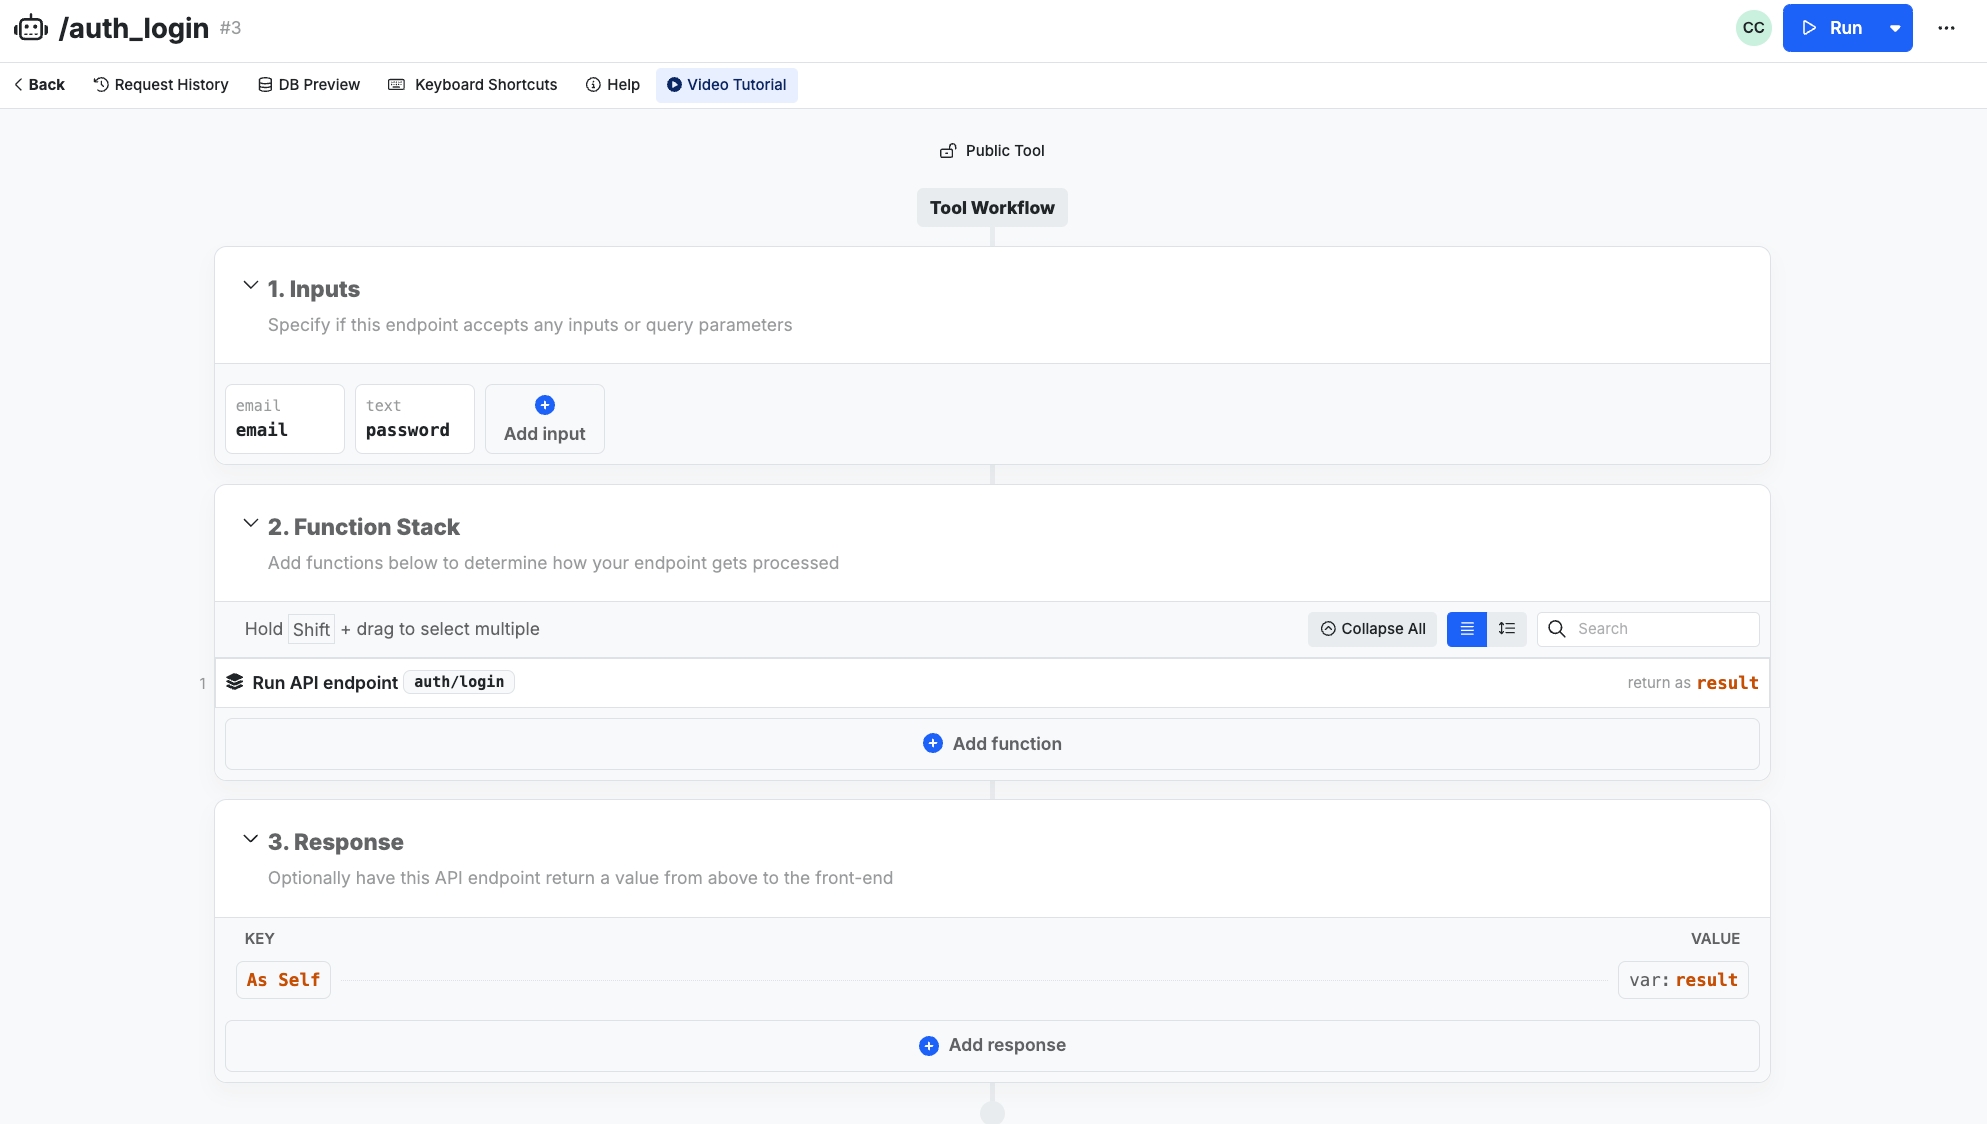 /auth_login #3
CC
Run
Back
Request History
DB Preview
Keyboard Shortcuts
Help
Video Tutorial
Public Tool
Tool Workflow
1. Inputs
Specify if this endpoint accepts any inputs or query parameters
email
email
text
password
Add input
2. Function Stack
Add functions below to determine how your endpoint gets processed
Hold Shift + drag to select multiple
Collapse All
Search
1
Run API endpoint auth/login
return as result
Add function
3. Response
Optionally have this API endpoint return a value from above to the front-end
KEY
VALUE
As Self
var: result
Add response